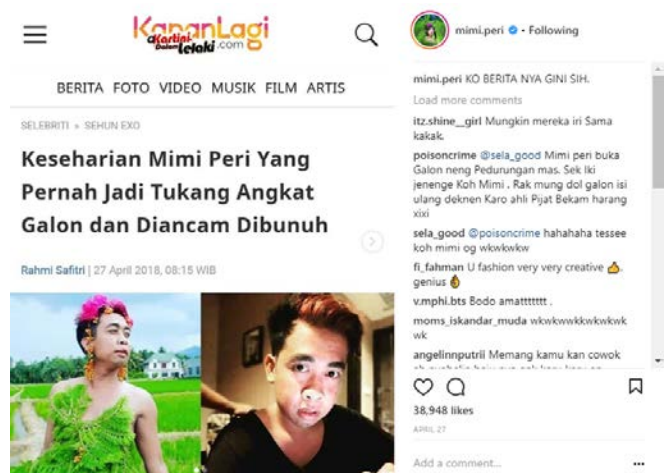 KapanLagi
dKartini
Dalam Lelaki .com
BERITA FOTO VIDEO MUSIK FILM ARTIS
SELEBRITI » SEHUN EXO
Keseharian Mimi Peri Yang
Pernah Jadi Tukang Angkat
Galon dan Diancam Dibunuh
Rahmi Safitri | 27 April 2018, 08:15 WIB
mimi.peri • Following
mimi.peri KO BERITA NYA GINI SIH.
Load more comments
itz.shine__girl Mungkin mereka iri Sama
kakak.
poisoncrime @sela_good Mimi peri buka
Galon neng Pedurungan mas. Sek Iki
jenenge Koh Mimi , Rak mung dol galon isi
ulang deknen Karo ahli Pijat Bekam harang
xixi
sela_good @poisoncrime hahahaha tessee
koh mimi og wkwkwkw
fi_fahman U fashion very very creative
genius
v.mphi.bts Bodo amattttttt .
moms_iskandar_muda wkwkwwkkwkwkwk
wk
angelinnputrii Memang kamu kan cowok
38,948 likes
APRIL 27
Add a comment...